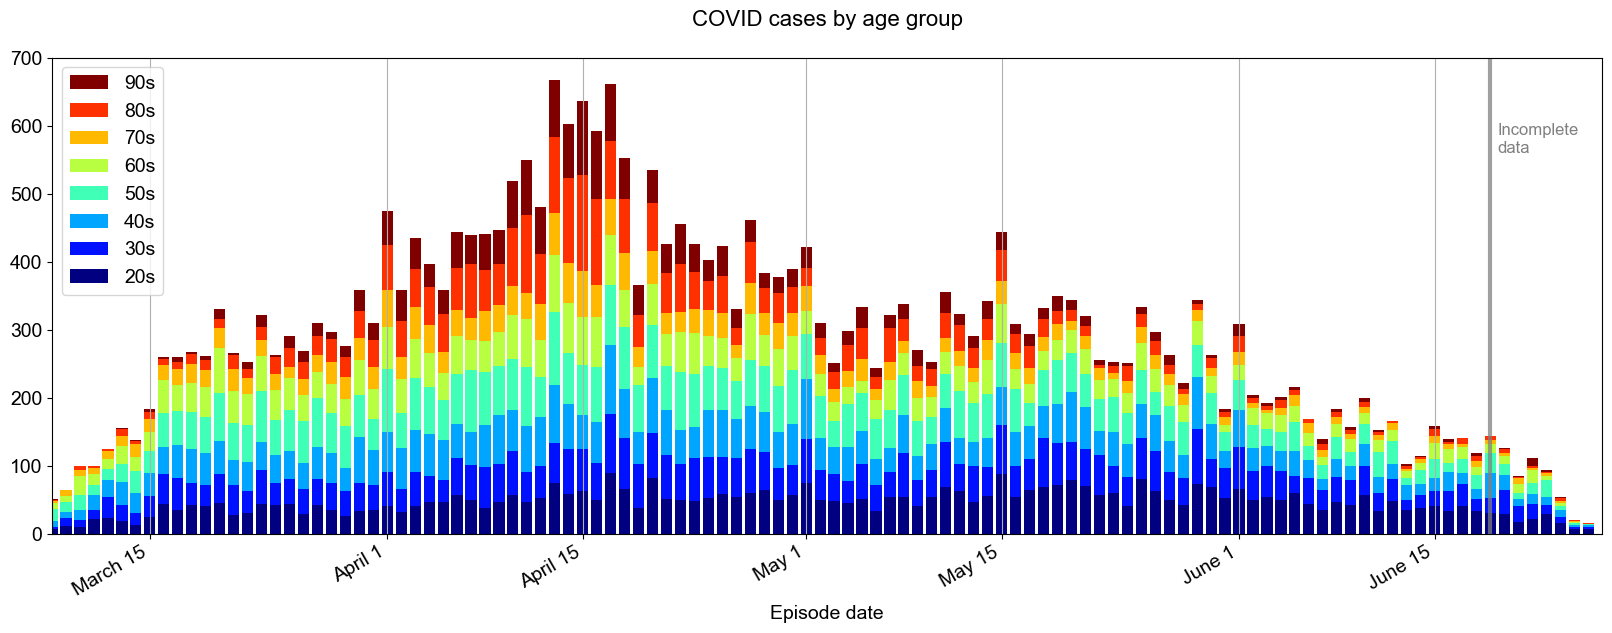 COVID cases by age group
700
600
500
400
300
200
100
0
90s
80s
70s
60s
50s
40s
30s
20s
Incomplete
data
March 15
April 1
April 15
May 1
May 15
June 1
June 15
Episode date